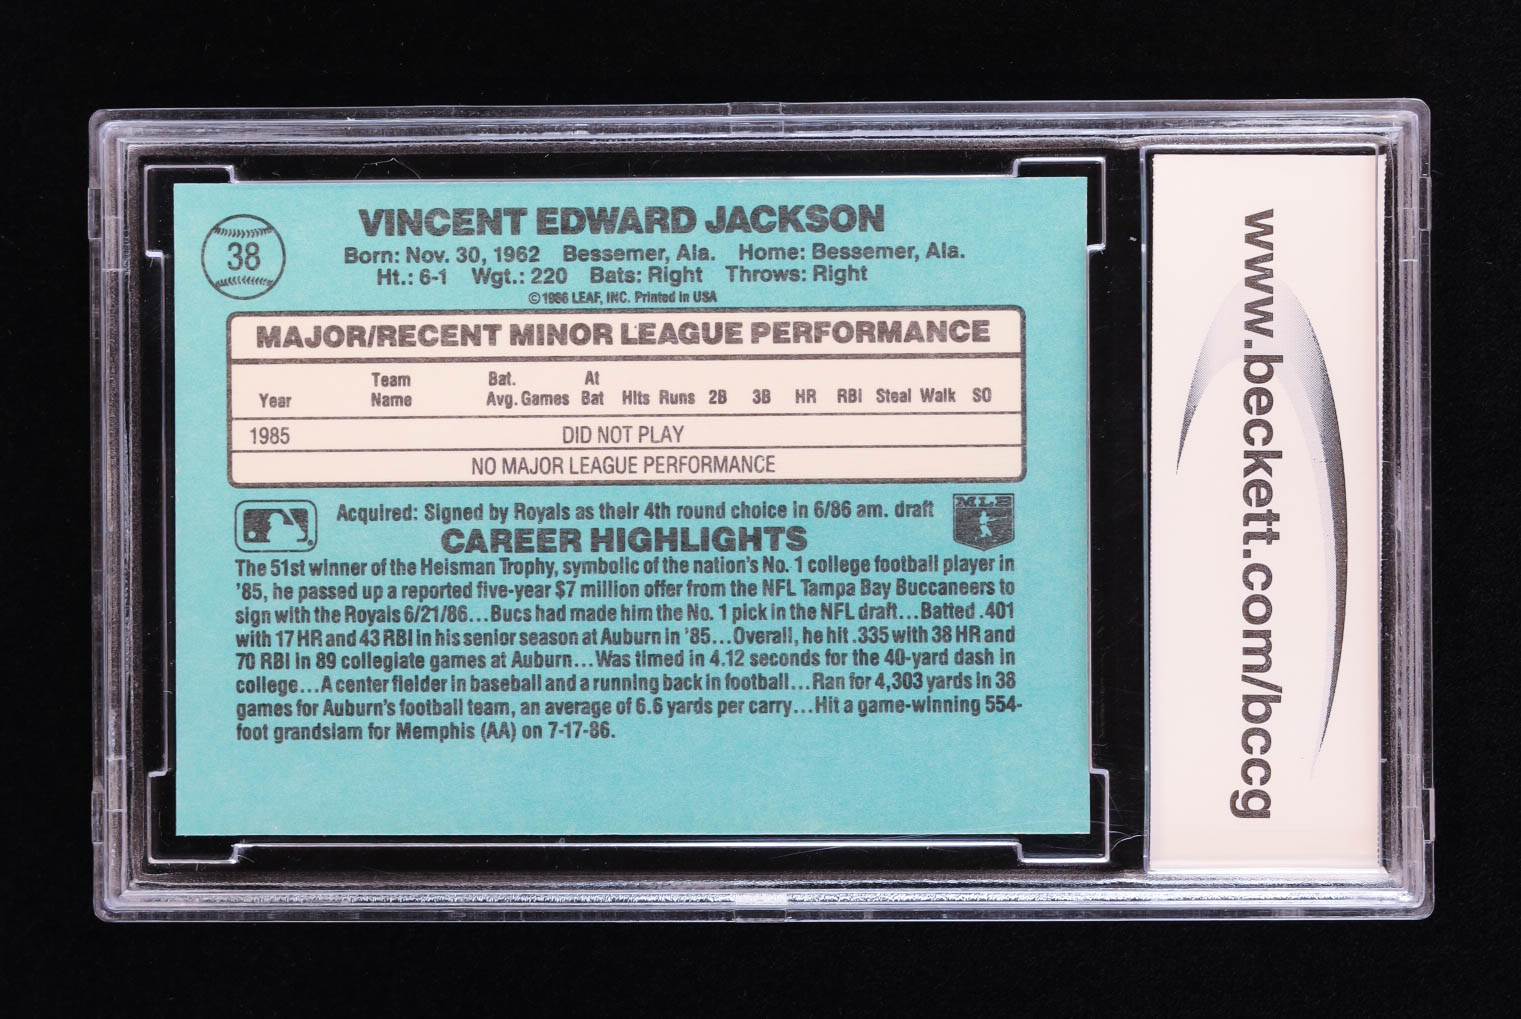 38
VINCENT EDWARD JACKSON
Born: Nov. 30, 1962 Bessemer, Ala. Home: Bessemer, Ala.
Ht.: 6-1 Wgt.: 220 Bats: Right Throws: Right
©1986 LEAF, INC. Printed in USA
MAJOR/RECENT MINOR LEAGUE PERFORMANCE
Year Team Name Bat. Avg. Games At Bat Hits Runs 2B 3B HR RBI Steal Walk SO
1985 DID NOT PLAY
NO MAJOR LEAGUE PERFORMANCE
Acquired: Signed by Royals as their 4th round choice in 6/86 am. draft
MLB
CAREER HIGHLIGHTS
The 51st winner of the Heisman Trophy, symbolic of the nation's No. 1 college football player in
'85, he passed up a reported five-year $7 million offer from the NFL Tampa Bay Buccaneers to
sign with the Royals 6/21/86...Bucs had made him the No. 1 pick in the NFL draft...Batted .401
with 17 HR and 43 RBI in his senior season at Auburn in '85...Overall, he hit .335 with 38 HR and
70 RBI in 89 collegiate games at Auburn...Was timed in 4.12 seconds for the 40-yard dash in
college...A center fielder in baseball and a running back in football...Ran for 4,303 yards in 38
games for Auburn's football team, an average of 6.6 yards per carry...Hit a game-winning 554-
foot grandslam for Memphis (AA) on 7-17-86.
www.beckett.com/bccg